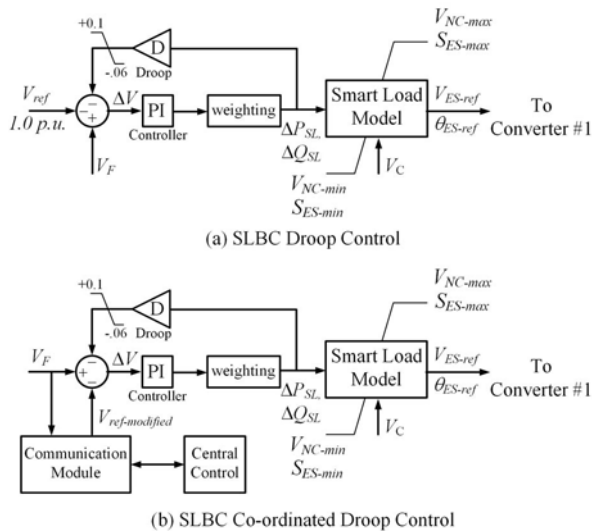 +0.1
-.06
D
Droop
V_ref
1.0 p.u.
− − +
ΔV
PI
Controller
weighting
ΔP_SL,
ΔQ_SL
V_F
Smart Load
Model
V_NC-max
S_ES-max
V_NC-min
S_ES-min
V_C
V_ES-ref
θ_ES-ref
To
Converter #1
(a) SLBC Droop Control
+0.1
-.06
D
Droop
V_F
+ − −
ΔV
PI
Controller
weighting
ΔP_SL,
ΔQ_SL
V_ref-modified
Communication
Module
Central
Control
Smart Load
Model
V_NC-max
S_ES-max
V_NC-min
S_ES-min
V_C
V_ES-ref
θ_ES-ref
To
Converter #1
(b) SLBC Co-ordinated Droop Control